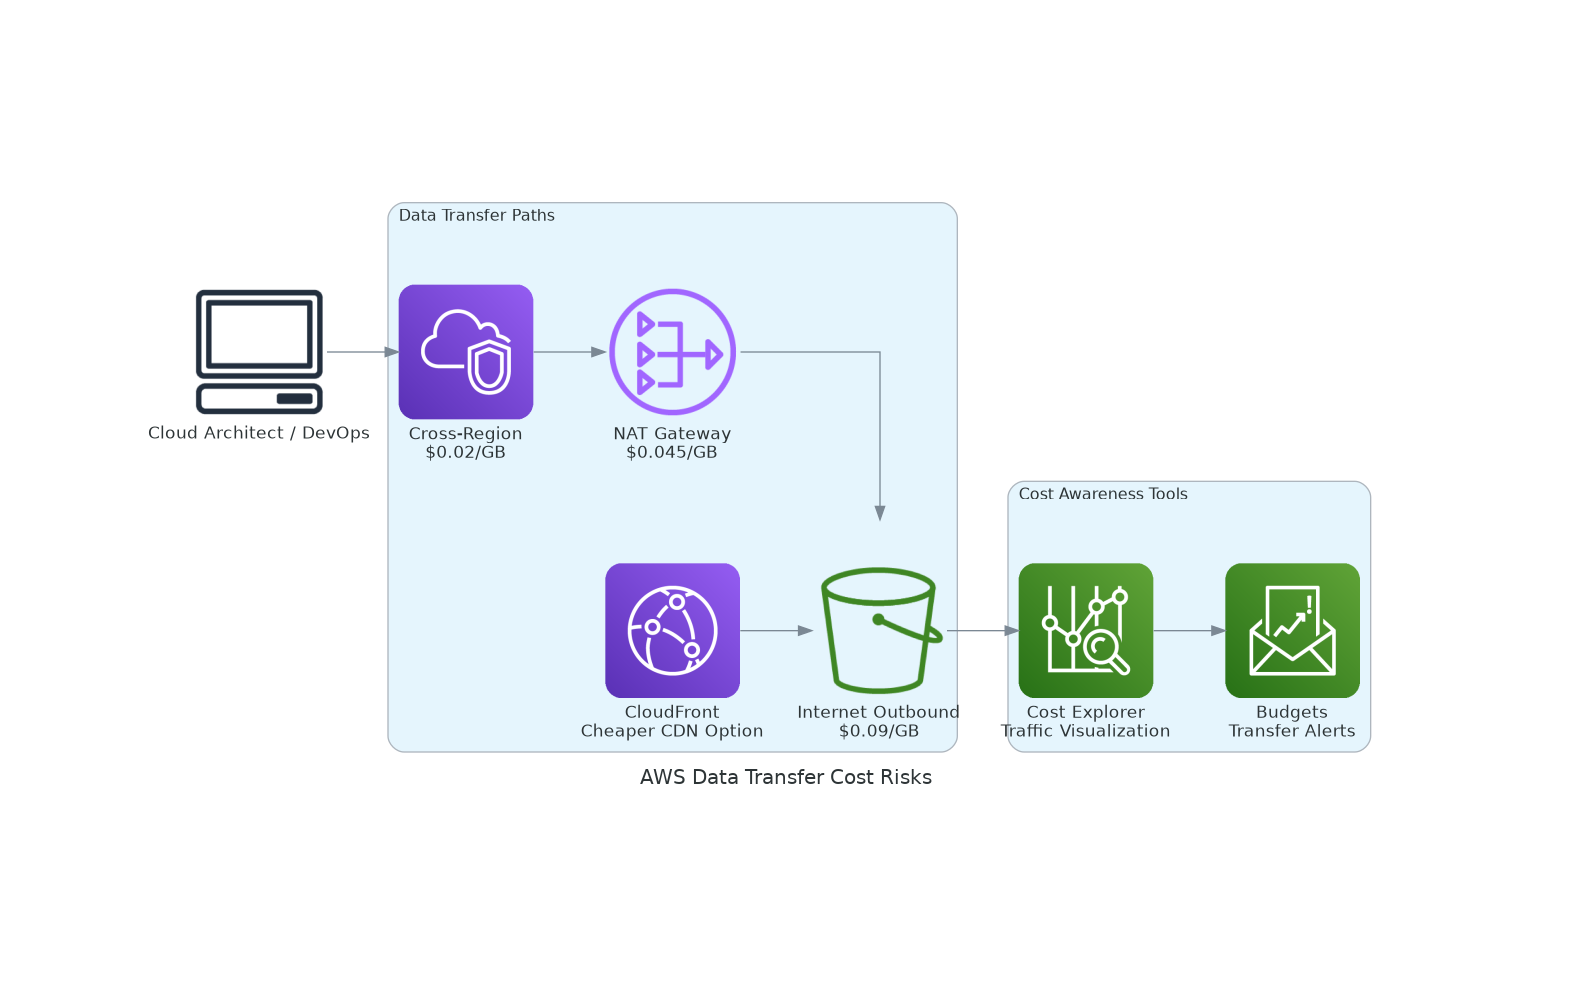 Data Transfer Paths
Cloud Architect / DevOps
Cross-Region
$0.02/GB
NAT Gateway
$0.045/GB
Cost Awareness Tools
CloudFront
Cheaper CDN Option
Internet Outbound
$0.09/GB
Cost Explorer
Traffic Visualization
Budgets
Transfer Alerts
AWS Data Transfer Cost Risks